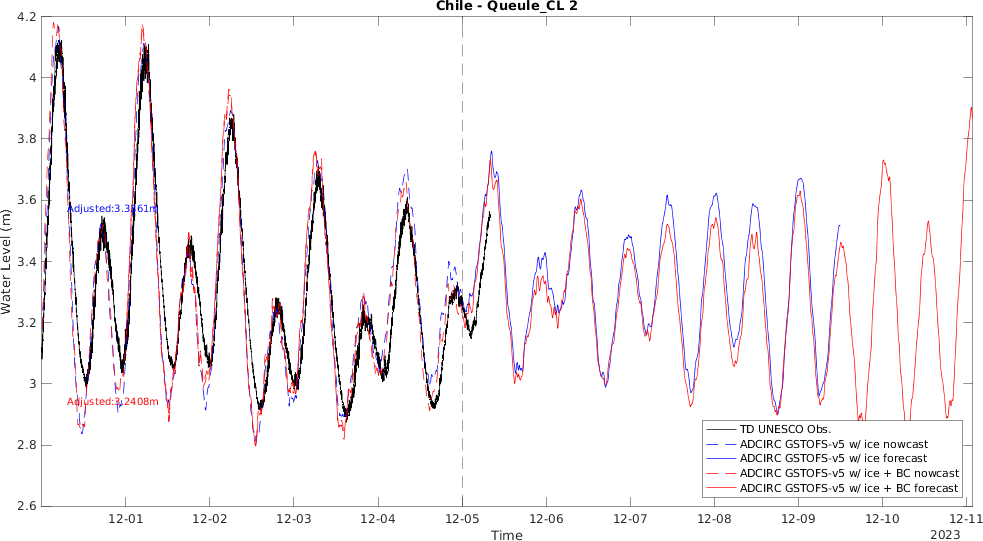 Chile - Queule_CL 2
4.2
4
3.8
3.6
3.4
3.2
3
2.8
2.6
Water Level (m)
Adjusted:3.3861m
Adjusted:3.2408m
TD UNESCO Obs.
ADCIRC GSTOFS-v5 w/ ice nowcast
ADCIRC GSTOFS-v5 w/ ice forecast
ADCIRC GSTOFS-v5 w/ ice + BC nowcast
ADCIRC GSTOFS-v5 w/ ice + BC forecast
12-01 12-02 12-03 12-04 12-05 12-06 12-07 12-08 12-09 12-10 12-11
Time
2023